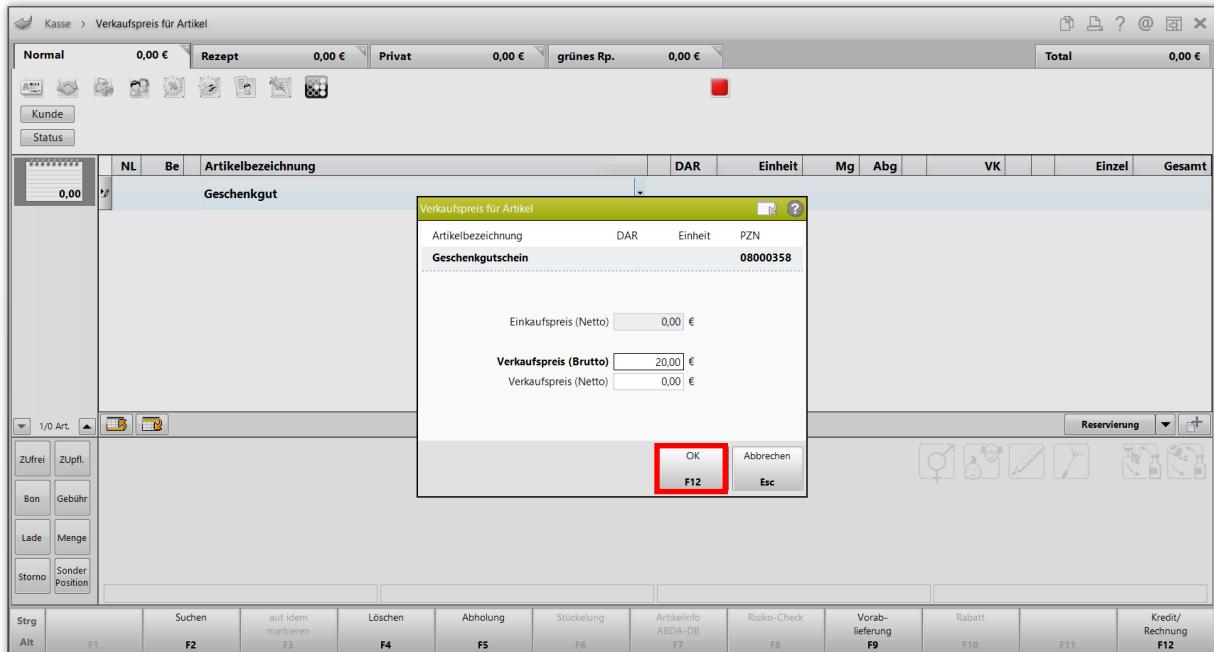 Kasse > Verkaufspreis für Artikel
Normal 0,00 € Rezept 0,00 € Privat 0,00 € grünes Rp. 0,00 € Total 0,00 €
Kunde
Status
NL Be Artikelbezeichnung DAR Einheit Mg Abg VK Einzel Gesamt
0,00 Geschenkgut
Verkaufspreis für Artikel
Artikelbezeichnung DAR Einheit PZN
Geschenkgutschein 08000358
Einkaufspreis (Netto) 0,00 €
Verkaufspreis (Brutto) 20,00 €
Verkaufspreis (Netto) 0,00 €
OK Abbrechen
F12 Esc
1/0 Art. Reservierung
ZUfrei ZUpfl.
Bon Gebühr
Lade Menge
Storno Sonder Position
Strg Suchen aut idem Löschen Abholung Stückelung Artikelinfo Risiko-Check Vorab- Rabatt Kredit/
markieren ABDA-DB lieferung Rechnung
Alt F1 F2 F3 F4 F5 F6 F7 F8 F9 F10 F11 F12